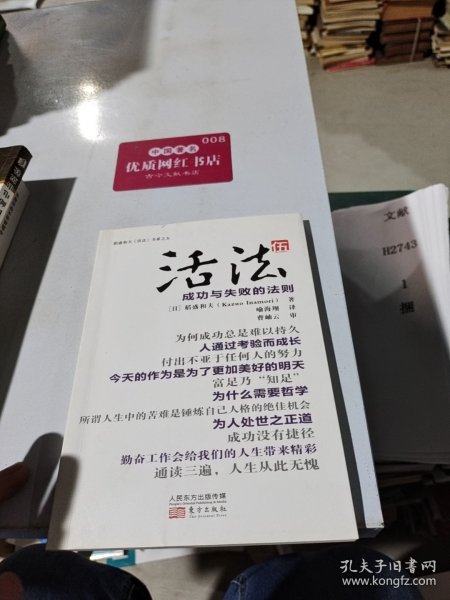 008
中国著名
优质网红书店
古今文献书店
文献
H2743
1
捆
稻盛和夫《活法》书系之五
活法 伍
成功与失败的法则
[日] 稻盛和夫（Kazuo Inamori） 著
喻海翔 译
曹岫云 审
为何成功总是难以持久
人通过考验而成长
付出不亚于任何人的努力
今天的作为是为了更加美好的明天
富足乃“知足”
为什么需要哲学
所谓人生中的苦难是锤炼自己人格的绝佳机会
为人处世之正道
成功没有捷径
勤奋工作会给我们的人生带来精彩
通读三遍，人生从此无愧
人民东方出版传媒
东方出版社
孔夫子旧书网
www.kongfz.com